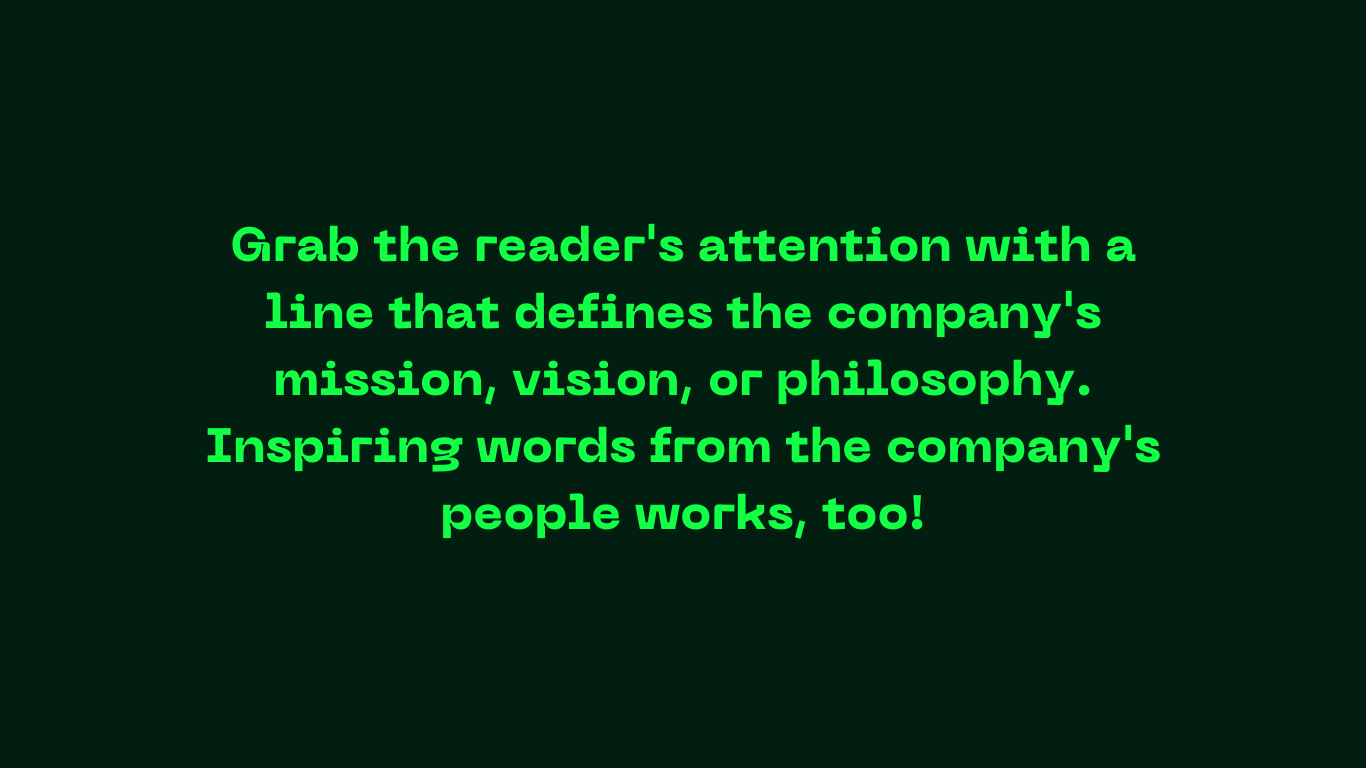 Grab the reader's attention with a
line that defines the company's
mission, vision, or philosophy.
Inspiring words from the company's
people works, too!